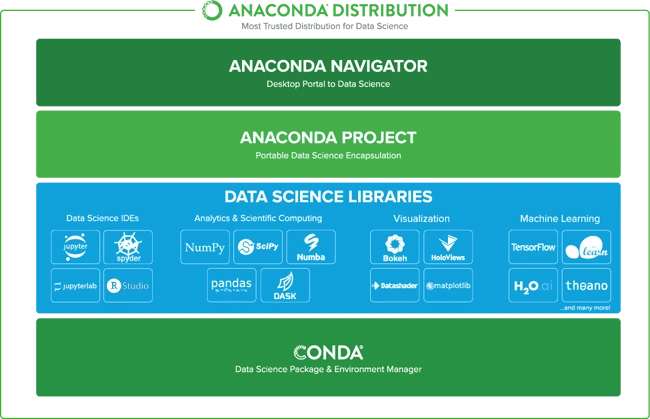 ANACONDA® DISTRIBUTION
Most Trusted Distribution for Data Science
ANACONDA NAVIGATOR
Desktop Portal to Data Science
ANACONDA PROJECT
Portable Data Science Encapsulation
DATA SCIENCE LIBRARIES
Data Science IDEs
Analytics & Scientific Computing
Visualization
Machine Learning
jupyter
spyder
NumPy
SciPy
Numba
Bokeh
HoloViews
TensorFlow
learn
jupyterlab
R Studio
pandas
DASK
Datashader
matplotlib
H2O.ai
theano
...and many more!
CONDA®
Data Science Package & Environment Manager